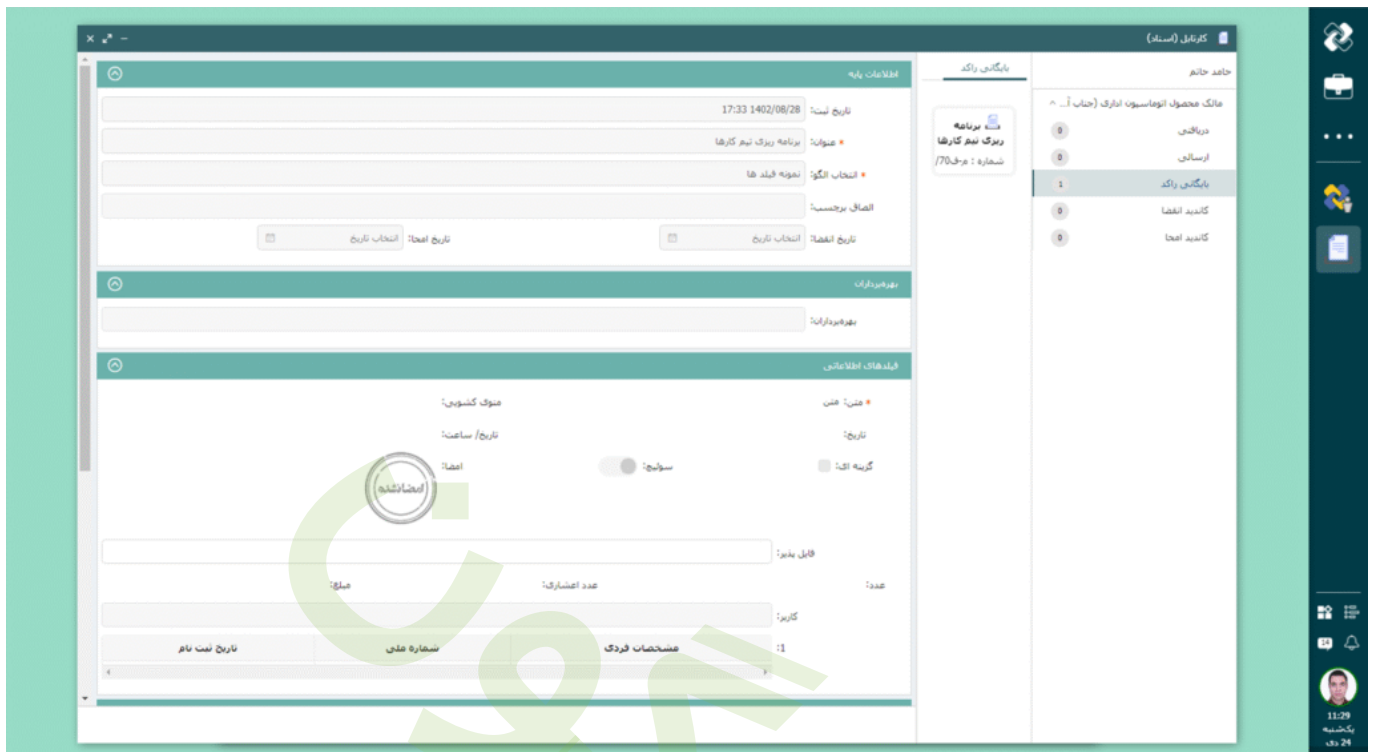 کارتابل (اسناد)
حامد حاتم
مالک محصول اتوماسیون اداری (جناب آ...
دریافتی 0
ارسالی 0
بایگانی راکد 1
کاندید انقضا 0
کاندید امحا 0
بایگانی راکد
برنامه
ریزی تیم کارها
شماره : م-ف70/
اطلاعات پایه
تاریخ ثبت: 1402/08/28 17:33
* عنوان: برنامه ریزی تیم کارها
* انتخاب الگو: نمونه فیلد ها
الصاق برچسب:
تاریخ انقضا: انتخاب تاریخ تاریخ امحا: انتخاب تاریخ
بهره‌برداران
بهره‌برداران:
فیلدهای اطلاعاتی
* متن: متن منوی کشویی:
تاریخ: تاریخ/ ساعت:
گزینه ای: سوئیچ: امضا:
امضا نشده
فایل پذیر:
عدد: عدد اعشاری: مبلغ:
کاربر:
1: مشخصات فردی شماره ملی تاریخ ثبت نام
14
11:29
یکشنبه
24 دی